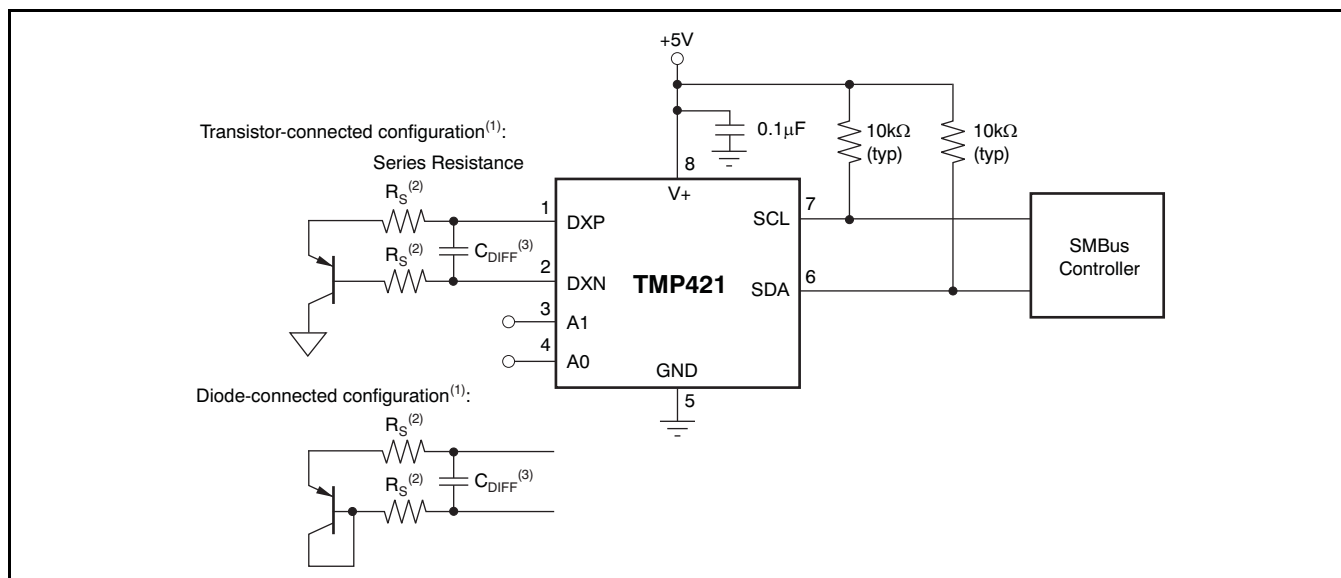 +5V
Transistor-connected configuration(1):
0.1μF
10kΩ
(typ)
10kΩ
(typ)
Series Resistance
8
V+
RS(2)
1
DXP
SCL
7
CDIFF(3)
RS(2)
2
DXN
TMP421
SDA
6
SMBus
Controller
3
A1
4
A0
GND
5
Diode-connected configuration(1):
RS(2)
CDIFF(3)
RS(2)